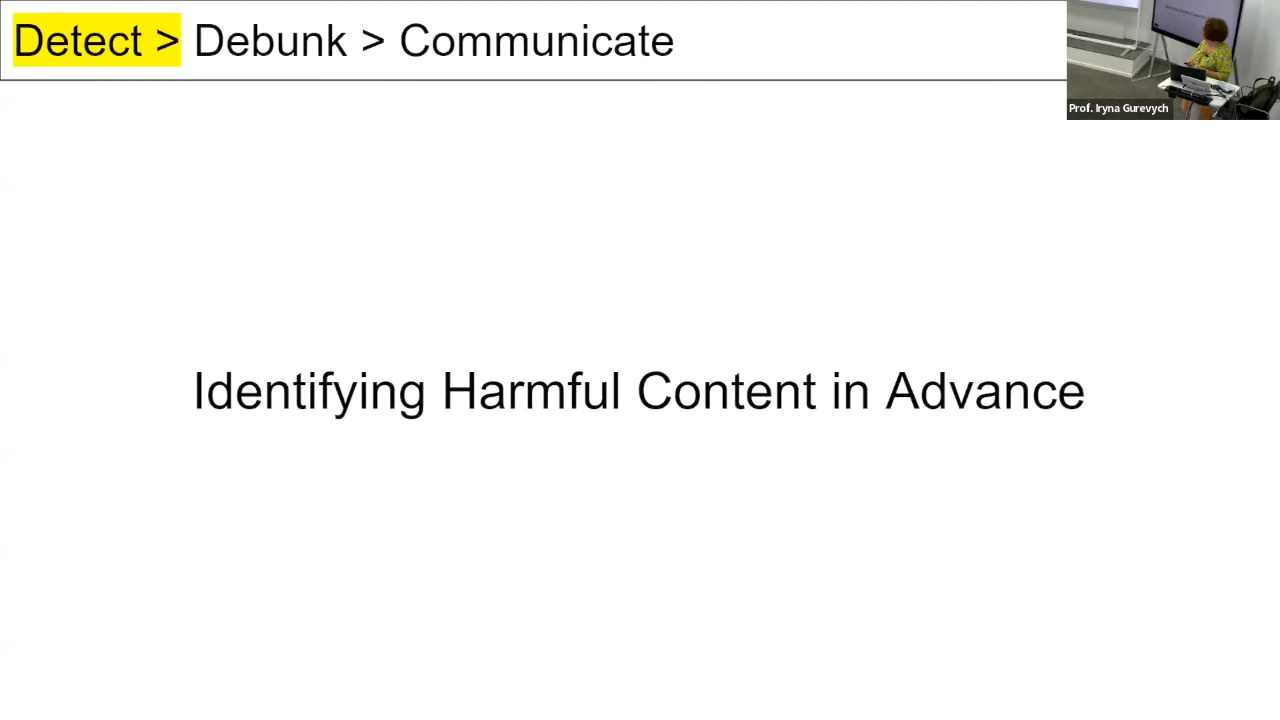 Detect > Debunk > Communicate
Prof. Iryna Gurevych
Identifying Harmful Content in Advance